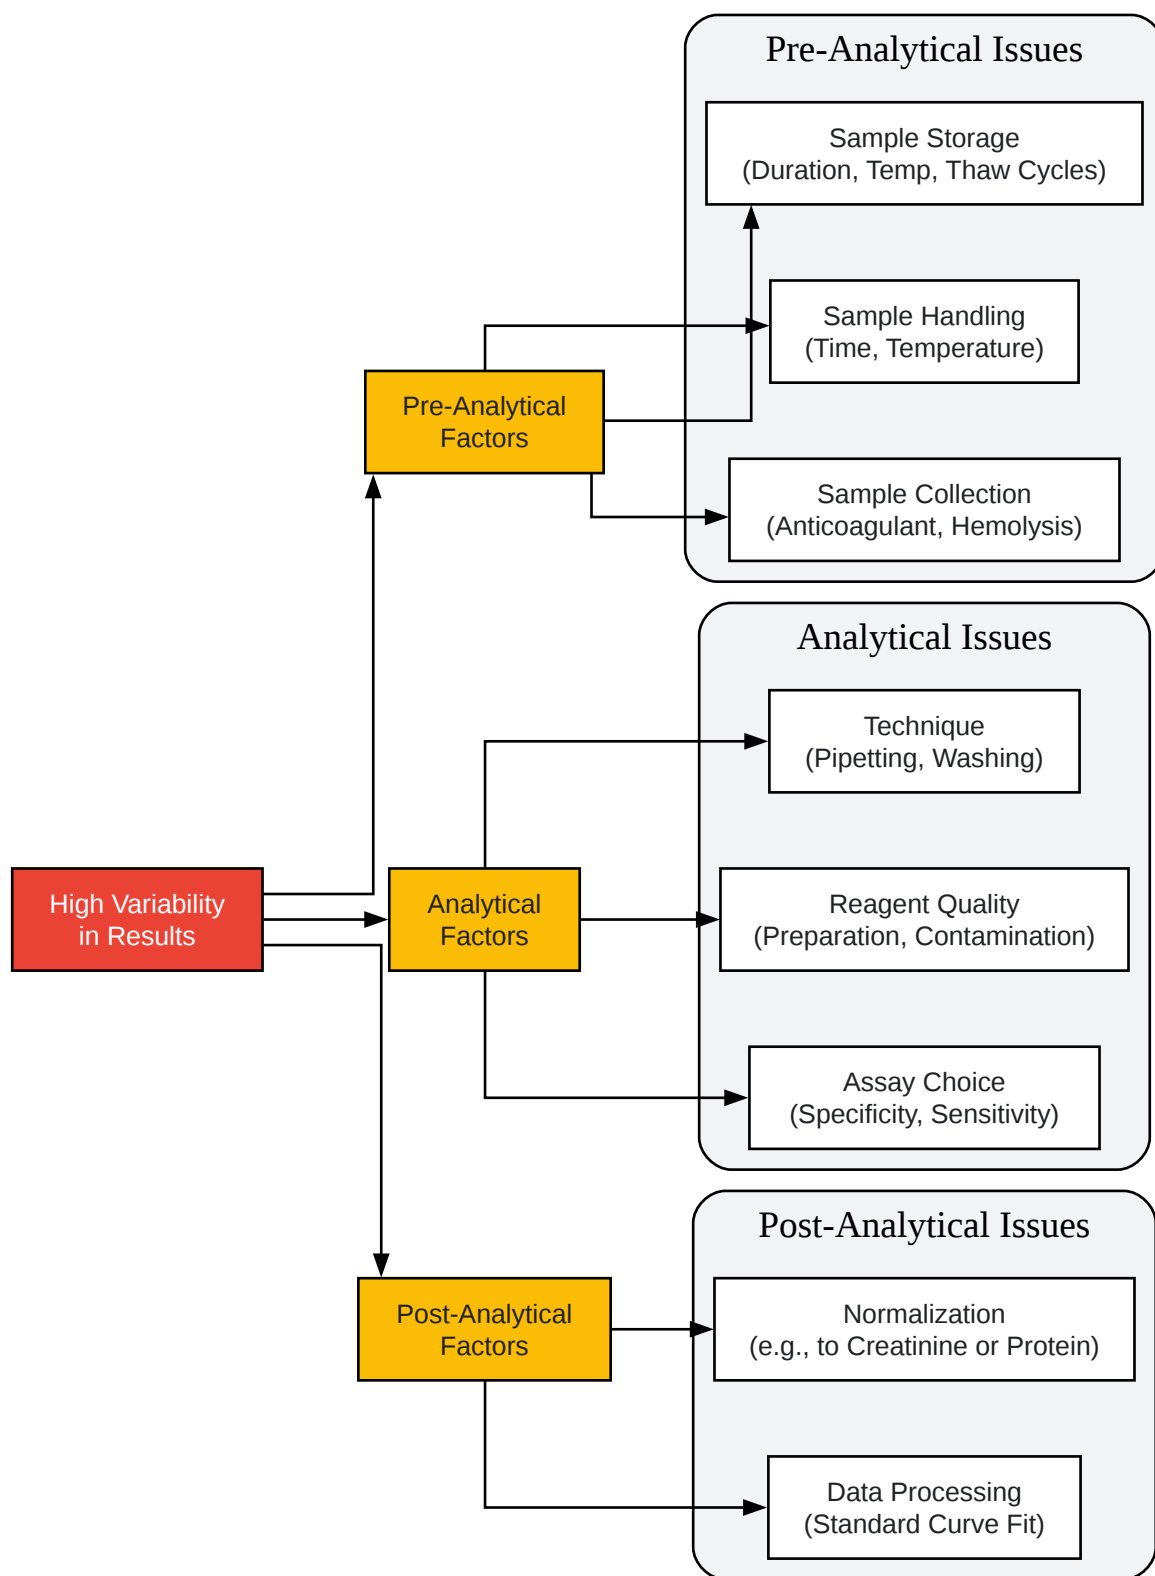 Pre-Analytical Issues
Sample Storage
(Duration, Temp, Thaw Cycles)
Sample Handling
(Time, Temperature)
Pre-Analytical
Factors
Sample Collection
(Anticoagulant, Hemolysis)
Analytical Issues
Technique
(Pipetting, Washing)
High Variability
in Results
Analytical
Factors
Reagent Quality
(Preparation, Contamination)
Assay Choice
(Specificity, Sensitivity)
Post-Analytical Issues
Post-Analytical
Factors
Normalization
(e.g., to Creatinine or Protein)
Data Processing
(Standard Curve Fit)